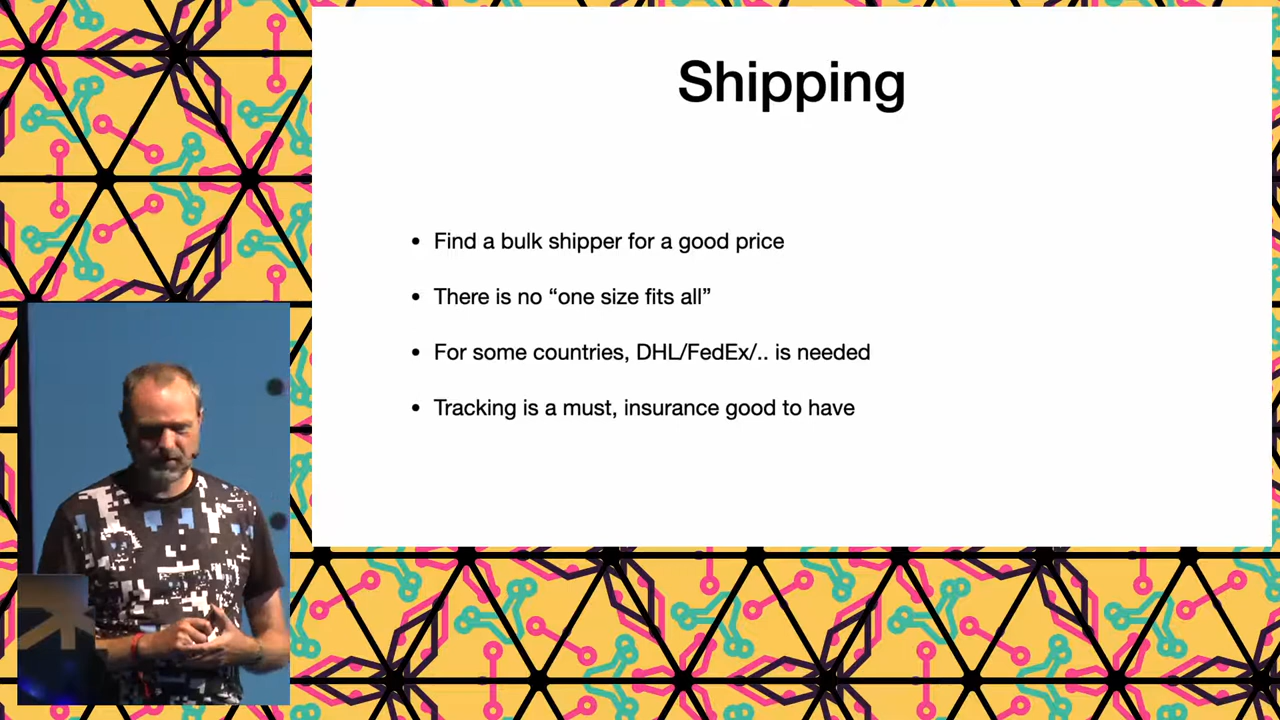 Shipping
• Find a bulk shipper for a good price
• There is no “one size fits all”
• For some countries, DHL/FedEx/.. is needed
• Tracking is a must, insurance good to have